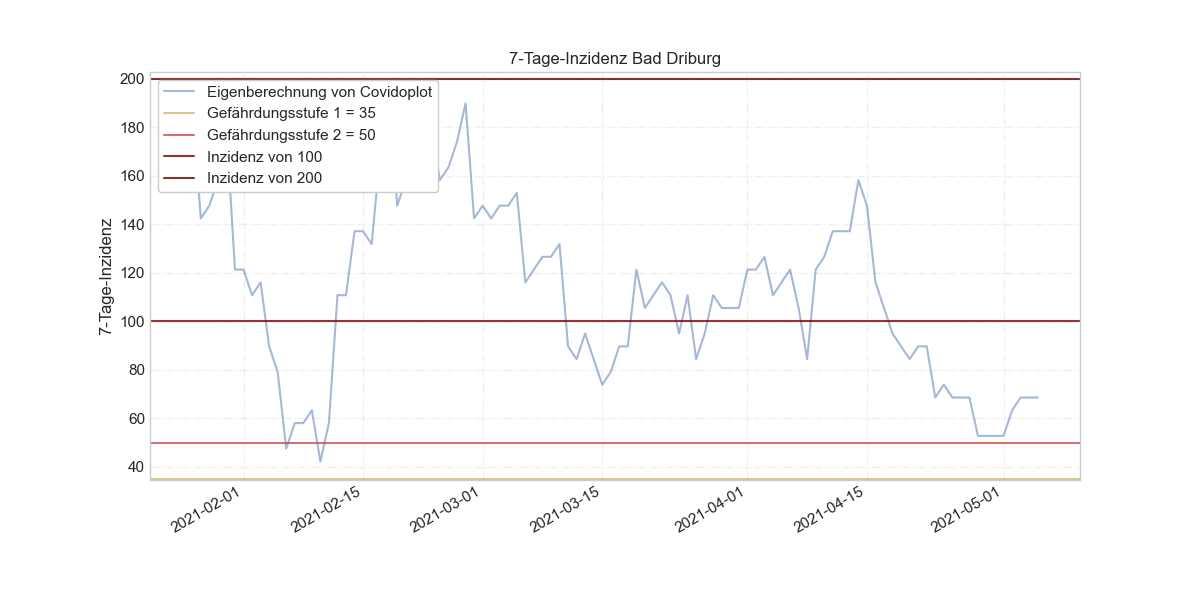 7-Tage-Inzidenz Bad Driburg
200
180
160
140
120
100
80
60
40
7-Tage-Inzidenz
Eigenberechnung von Covidoplot
Gefährdungsstufe 1 = 35
Gefährdungsstufe 2 = 50
Inzidenz von 100
Inzidenz von 200
2021-02-01
2021-02-15
2021-03-01
2021-03-15
2021-04-01
2021-04-15
2021-05-01